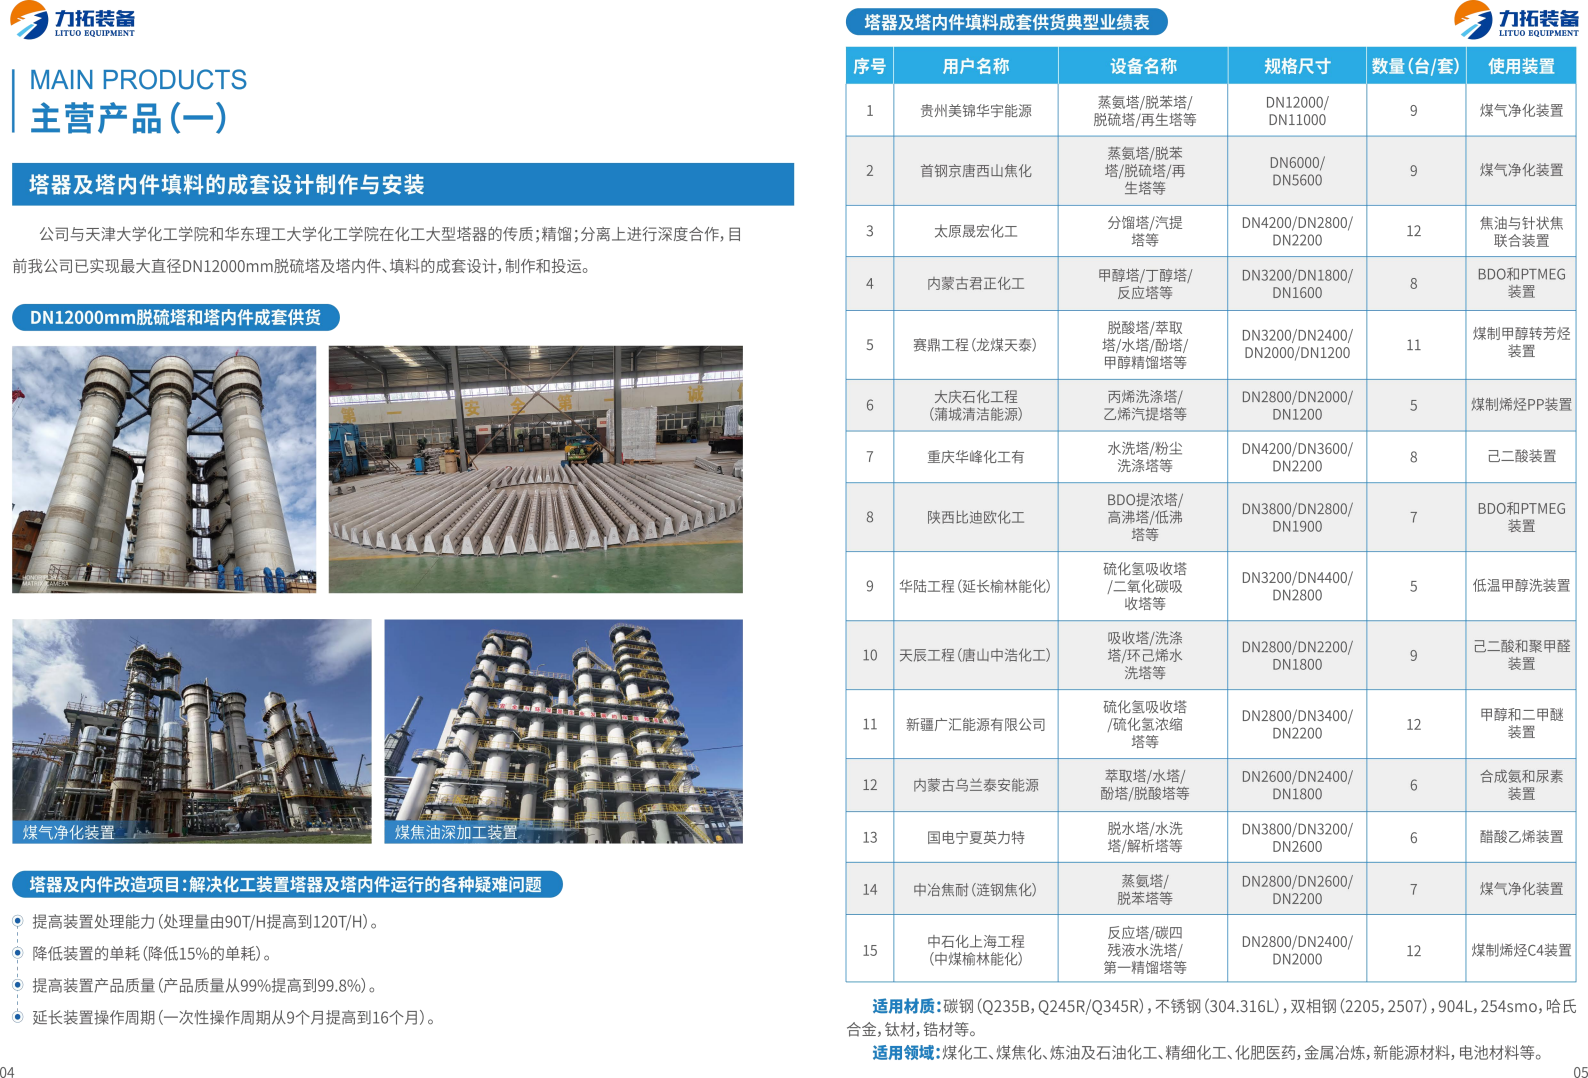 力拓装备
LITUO EQUIPMENT
MAIN PRODUCTS
主营产品（一）
塔器及塔内件填料的成套设计制作与安装
公司与天津大学化工学院和华东理工大学化工学院在化工大型塔器的传质；精馏；分离上进行深度合作，目
前我公司已实现最大直径DN12000mm脱硫塔及塔内件、填料的成套设计，制作和投运。
DN12000mm脱硫塔和塔内件成套供货
第一 安全第一 诚
MATRIX CAMERA
煤气净化装置
煤焦油深加工装置
塔器及内件改造项目：解决化工装置塔器及塔内件运行的各种疑难问题
提高装置处理能力（处理量由90T/H提高到120T/H）。
降低装置的单耗（降低15%的单耗）。
提高装置产品质量（产品质量从99%提高到99.8%）。
延长装置操作周期（一次性操作周期从9个月提高到16个月）。
04
塔器及塔内件填料成套供货典型业绩表
力拓装备
LITUO EQUIPMENT
序号 用户名称 设备名称 规格尺寸 数量（台/套） 使用装置
1 贵州美锦华宇能源 蒸氨塔/脱苯塔/
脱硫塔/再生塔等 DN12000/
DN11000 9 煤气净化装置
2 首钢京唐西山焦化 蒸氨塔/脱苯
塔/脱硫塔/再
生塔等 DN6000/
DN5600 9 煤气净化装置
3 太原晟宏化工 分馏塔/汽提
塔等 DN4200/DN2800/
DN2200 12 焦油与针状焦
联合装置
4 内蒙古君正化工 甲醇塔/丁醇塔/
反应塔等 DN3200/DN1800/
DN1600 8 BDO和PTMEG
装置
5 赛鼎工程（龙煤天泰） 脱酸塔/萃取
塔/水塔/酚塔/
甲醇精馏塔等 DN3200/DN2400/
DN2000/DN1200 11 煤制甲醇转芳烃
装置
6 大庆石化工程
（蒲城清洁能源） 丙烯洗涤塔/
乙烯汽提塔等 DN2800/DN2000/
DN1200 5 煤制烯烃PP装置
7 重庆华峰化工有 水洗塔/粉尘
洗涤塔等 DN4200/DN3600/
DN2200 8 己二酸装置
8 陕西比迪欧化工 BDO提浓塔/
高沸塔/低沸
塔等 DN3800/DN2800/
DN1900 7 BDO和PTMEG
装置
9 华陆工程（延长榆林能化） 硫化氢吸收塔
/二氧化碳吸
收塔等 DN3200/DN4400/
DN2800 5 低温甲醇洗装置
10 天辰工程（唐山中浩化工） 吸收塔/洗涤
塔/环己烯水
洗塔等 DN2800/DN2200/
DN1800 9 己二酸和聚甲醛
装置
11 新疆广汇能源有限公司 硫化氢吸收塔
/硫化氢浓缩
塔等 DN2800/DN3400/
DN2200 12 甲醇和二甲醚
装置
12 内蒙古乌兰泰安能源 萃取塔/水塔/
酚塔/脱酸塔等 DN2600/DN2400/
DN1800 6 合成氨和尿素
装置
13 国电宁夏英力特 脱水塔/水洗
塔/解析塔等 DN3800/DN3200/
DN2600 6 醋酸乙烯装置
14 中冶焦耐（涟钢焦化） 蒸氨塔/
脱苯塔等 DN2800/DN2600/
DN2200 7 煤气净化装置
15 中石化上海工程
（中煤榆林能化） 反应塔/碳四
残液水洗塔/
第一精馏塔等 DN2800/DN2400/
DN2000 12 煤制烯烃C4装置
适用材质：碳钢（Q235B，Q245R/Q345R），不锈钢（304.316L），双相钢（2205，2507），904L，254smo，哈氏
合金，钛材，锆材等。
适用领域：煤化工、煤焦化、炼油及石油化工、精细化工、化肥医药，金属冶炼，新能源材料，电池材料等。
05